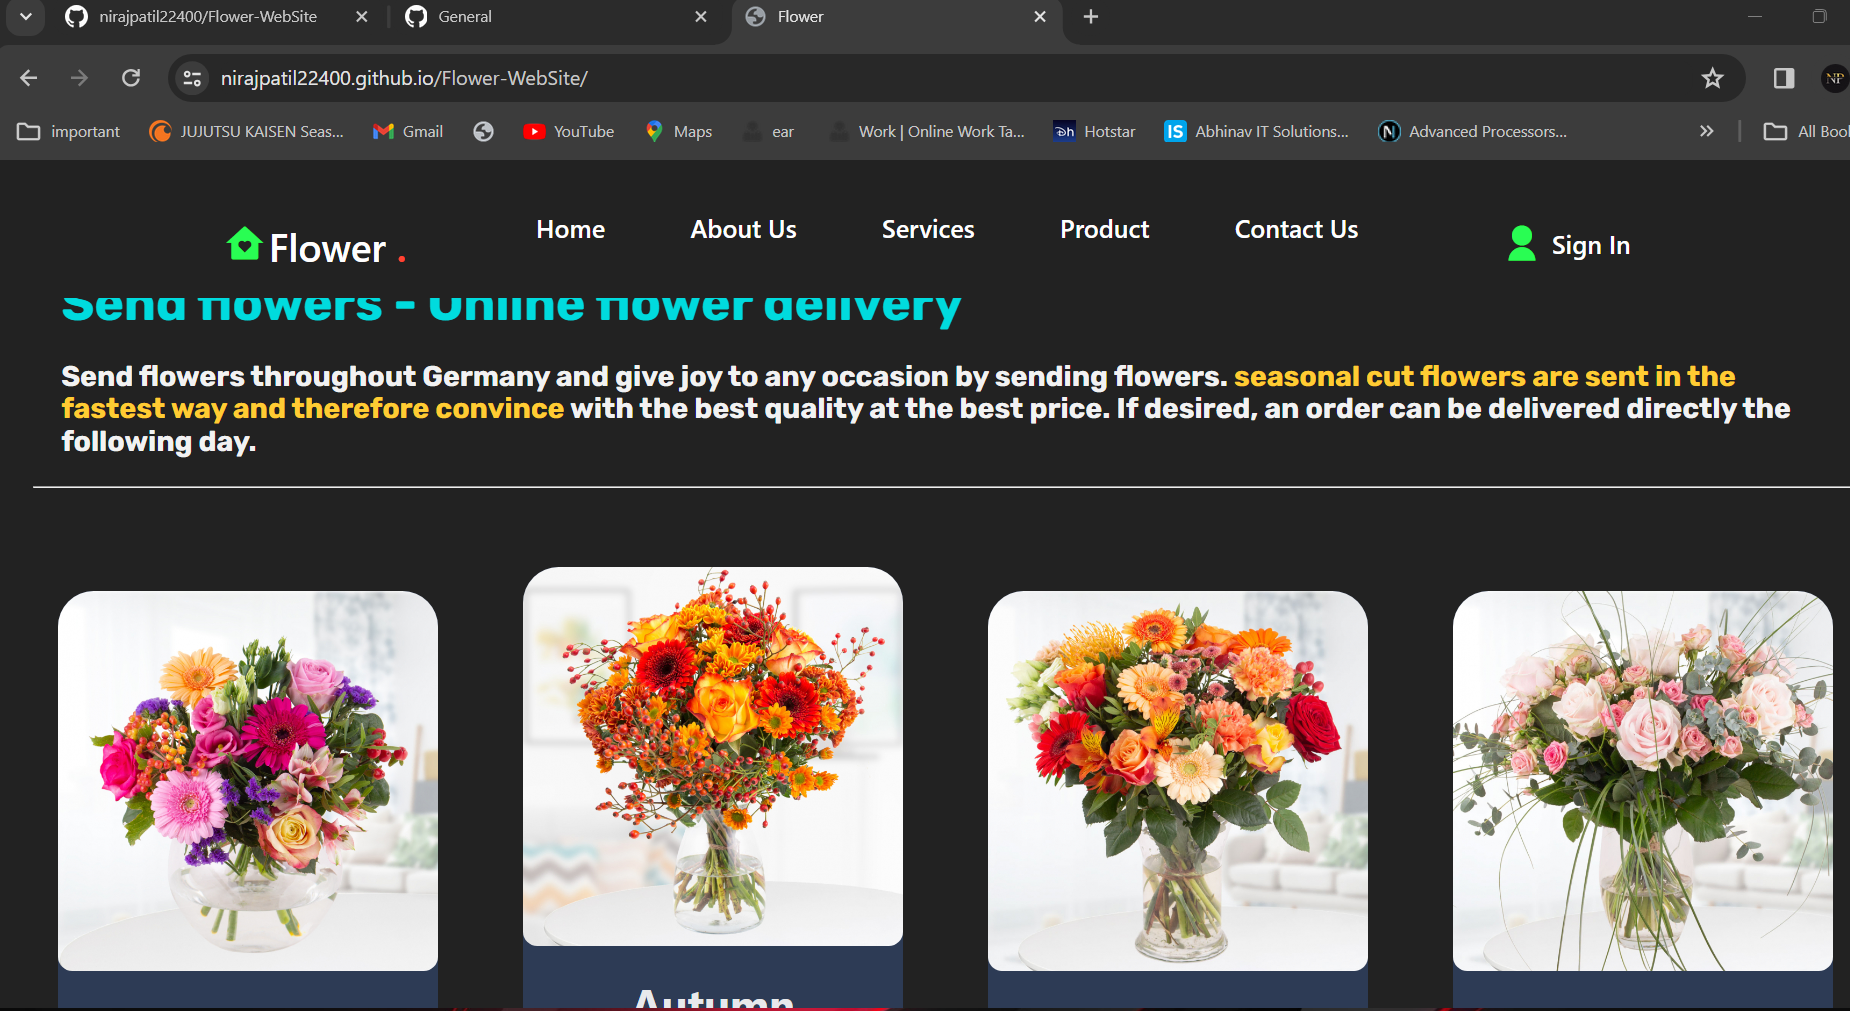 nirajpatil22400/Flower-WebSite
General
Flower
nirajpatil22400.github.io/Flower-WebSite/
NP
important
JUJUTSU KAISEN Seas...
Gmail
YouTube
Maps
ear
Work | Online Work Ta...
Hotstar
IS
Abhinav IT Solutions...
N
Advanced Processors...
All Bool
Flower .
Home
About Us
Services
Product
Contact Us
Sign In
Send flowers - Online flower delivery
Send flowers throughout Germany and give joy to any occasion by sending flowers. seasonal cut flowers are sent in the
fastest way and therefore convince with the best quality at the best price. If desired, an order can be delivered directly the
following day.
Autumn